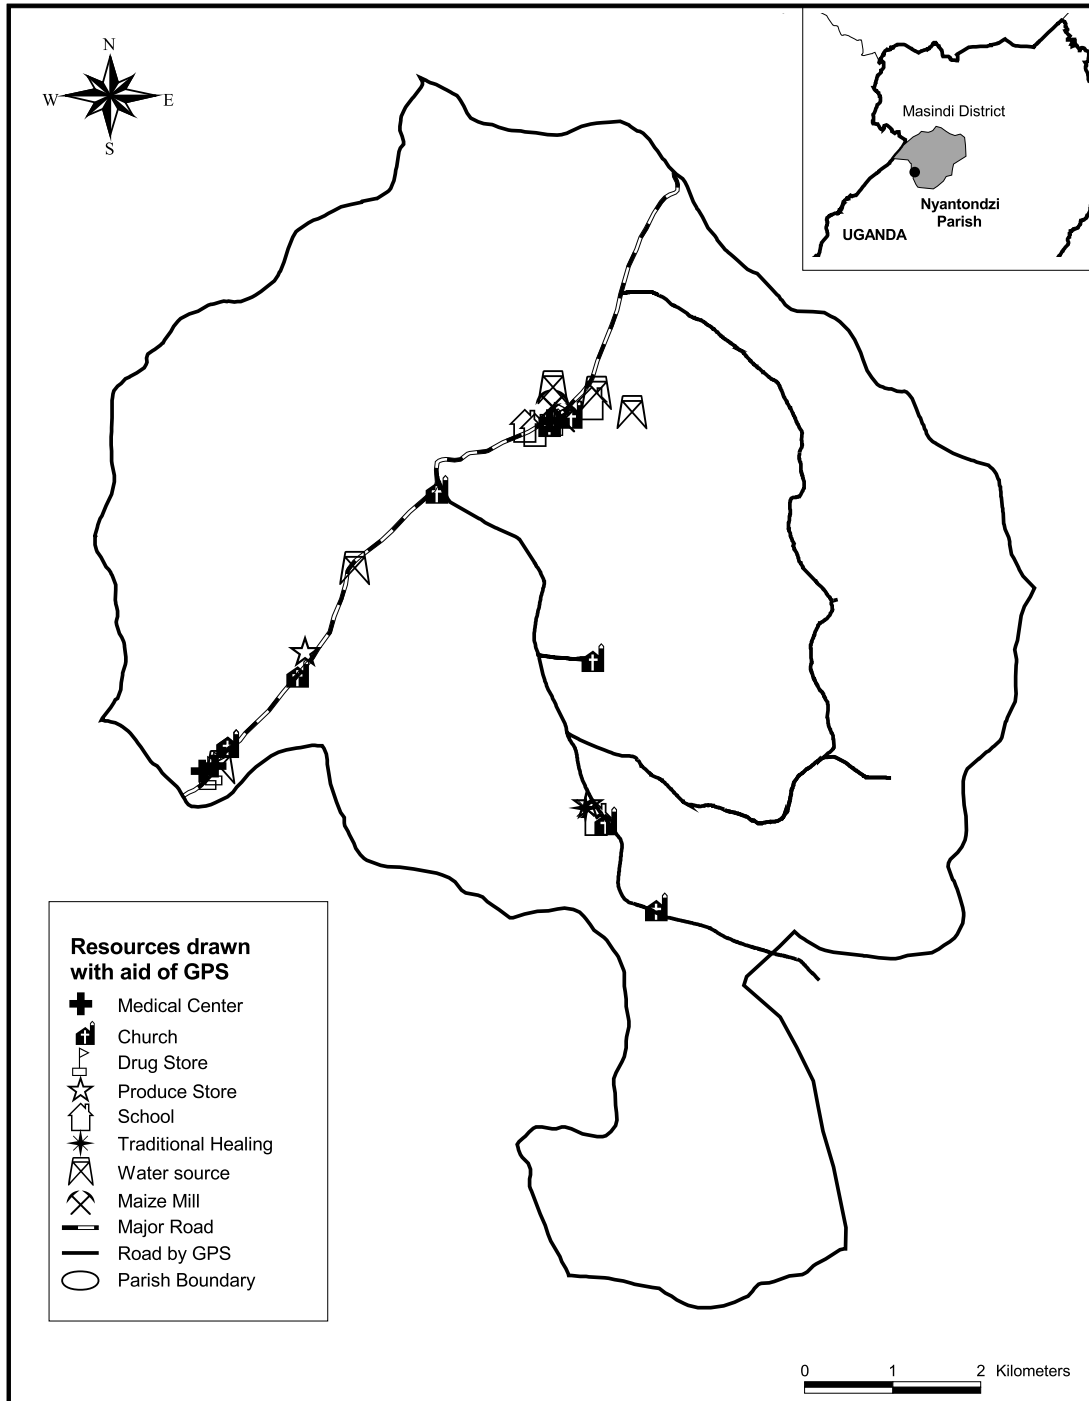 N
W E
S
Masindi District
Nyantondzi
Parish
UGANDA
Resources drawn
with aid of GPS
Medical Center
Church
Drug Store
Produce Store
School
Traditional Healing
Water source
Maize Mill
Major Road
Road by GPS
Parish Boundary
0 1 2 Kilometers